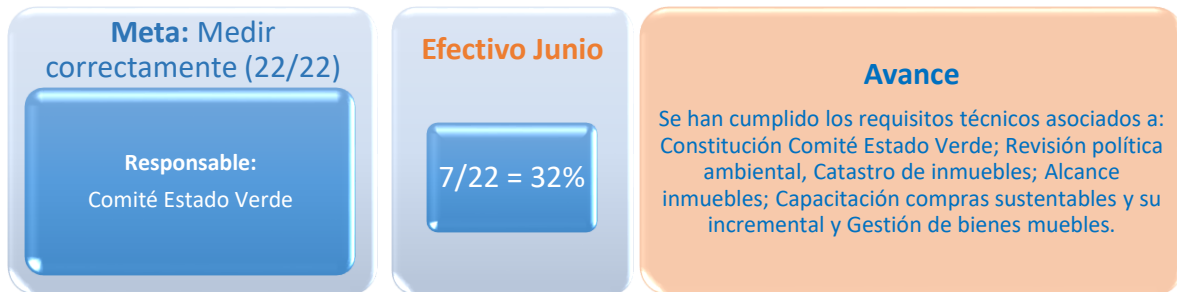 Meta: Medir
correctamente (22/22)
Responsable:
Comité Estado Verde
Efectivo Junio
7/22 = 32%
Avance
Se han cumplido los requisitos técnicos asociados a:
Constitución Comité Estado Verde; Revisión política
ambiental, Catastro de inmuebles; Alcance
inmuebles; Capacitación compras sustentables y su
incremental y Gestión de bienes muebles.